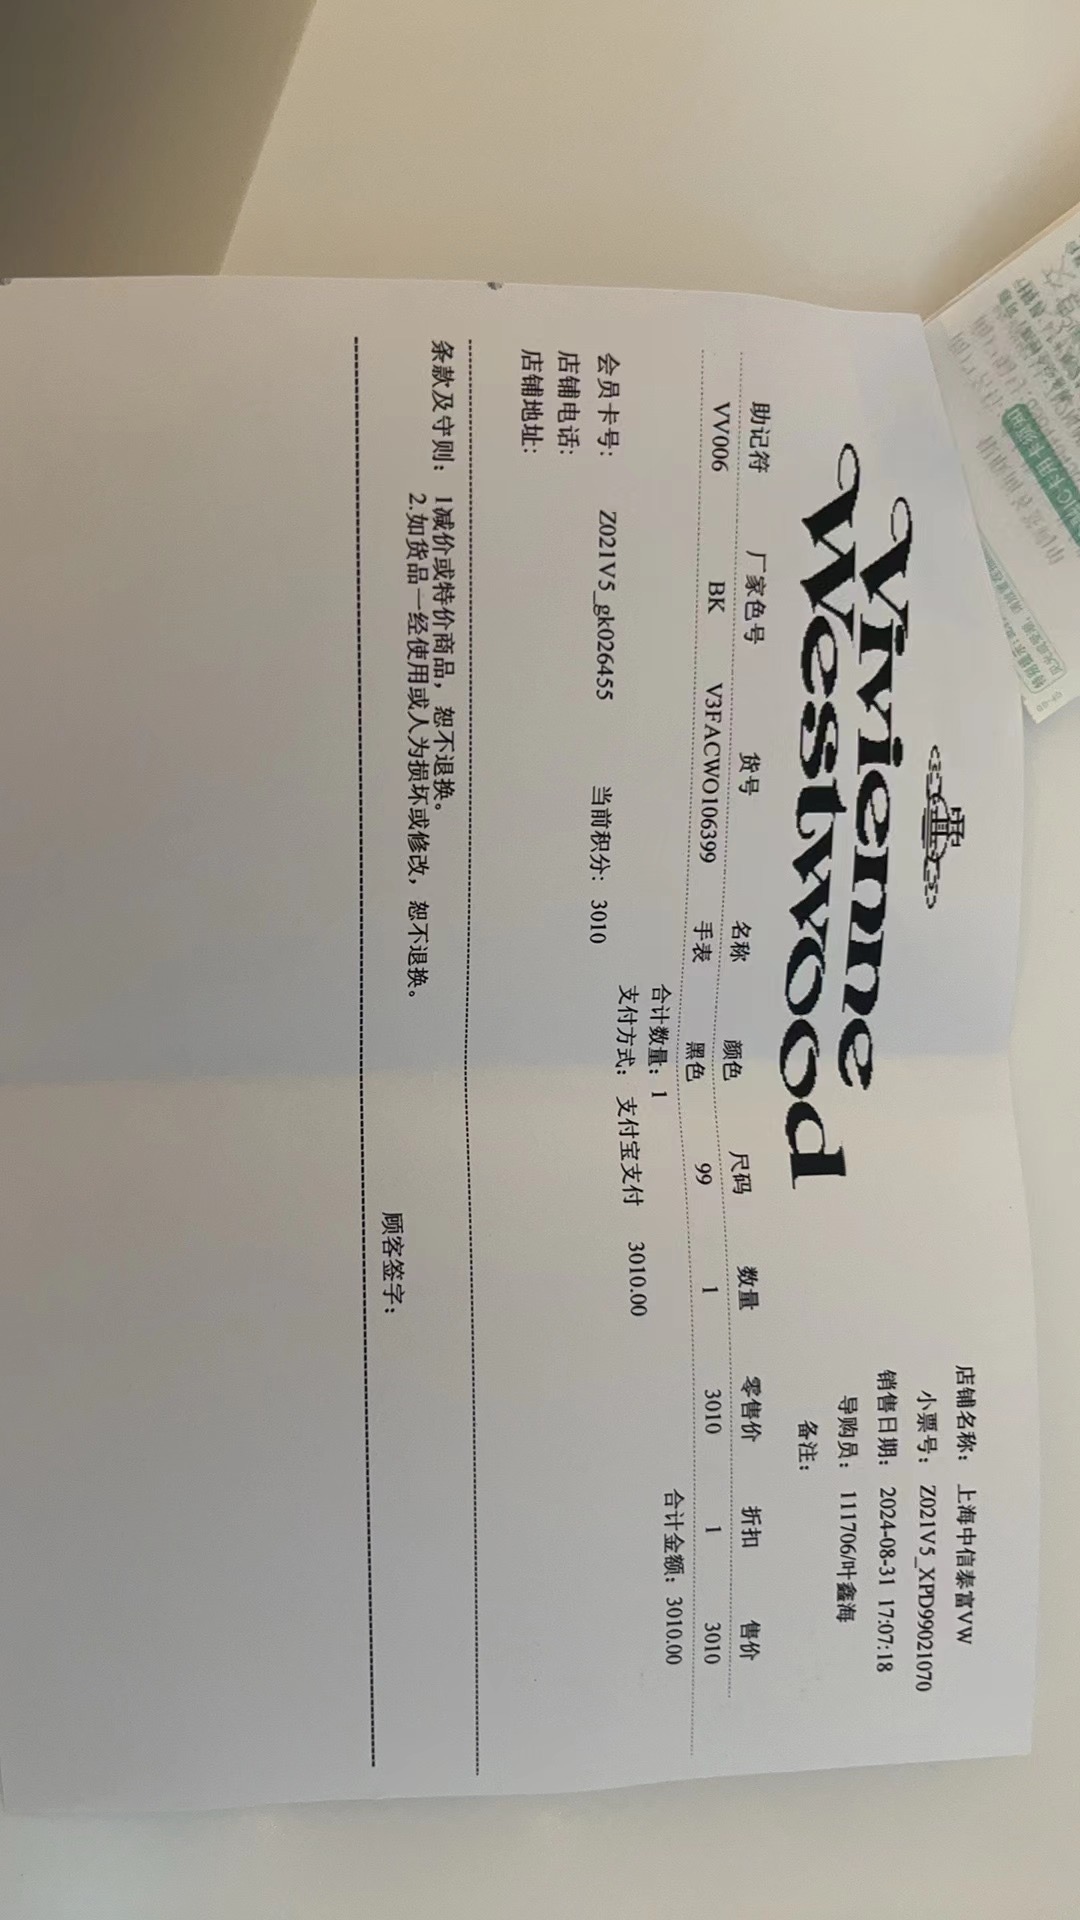 Vivienne
Westwood
店铺名称： 上海中信泰富VW
小票号： Z021V5_XPD99021070
销售日期： 2024-08-31 17:07:18
导购员： 111706/叶鑫海
备注：
助记符 厂家色号 货号 名称 颜色 尺码 数量 零售价 折扣 售价
VV006 BK V3FACWO106399 手表 黑色 99 1 3010 1 3010
合计数量： 1 合计金额： 3010.00
支付方式： 支付宝支付 3010.00
会员卡号： Z021V5_gk026455 当前积分： 3010
店铺电话：
店铺地址：
条款及守则： 1减价或特价商品，恕不退换。
2.如货品一经使用或人为损坏或修改，恕不退换。
顾客签字：